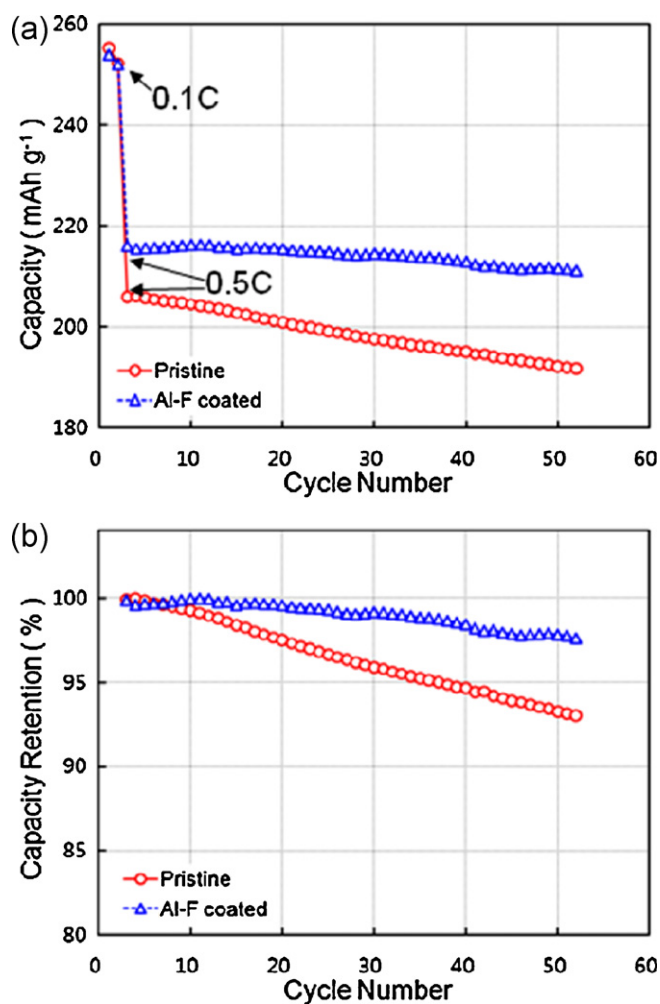 (a)
260
240
220
200
180
Capacity ( mAh g⁻¹ )
0.1C
0.5C
Pristine
Al-F coated
0 10 20 30 40 50 60
Cycle Number
(b)
100
95
90
85
80
Capacity Retention ( % )
Pristine
Al-F coated
0 10 20 30 40 50 60
Cycle Number